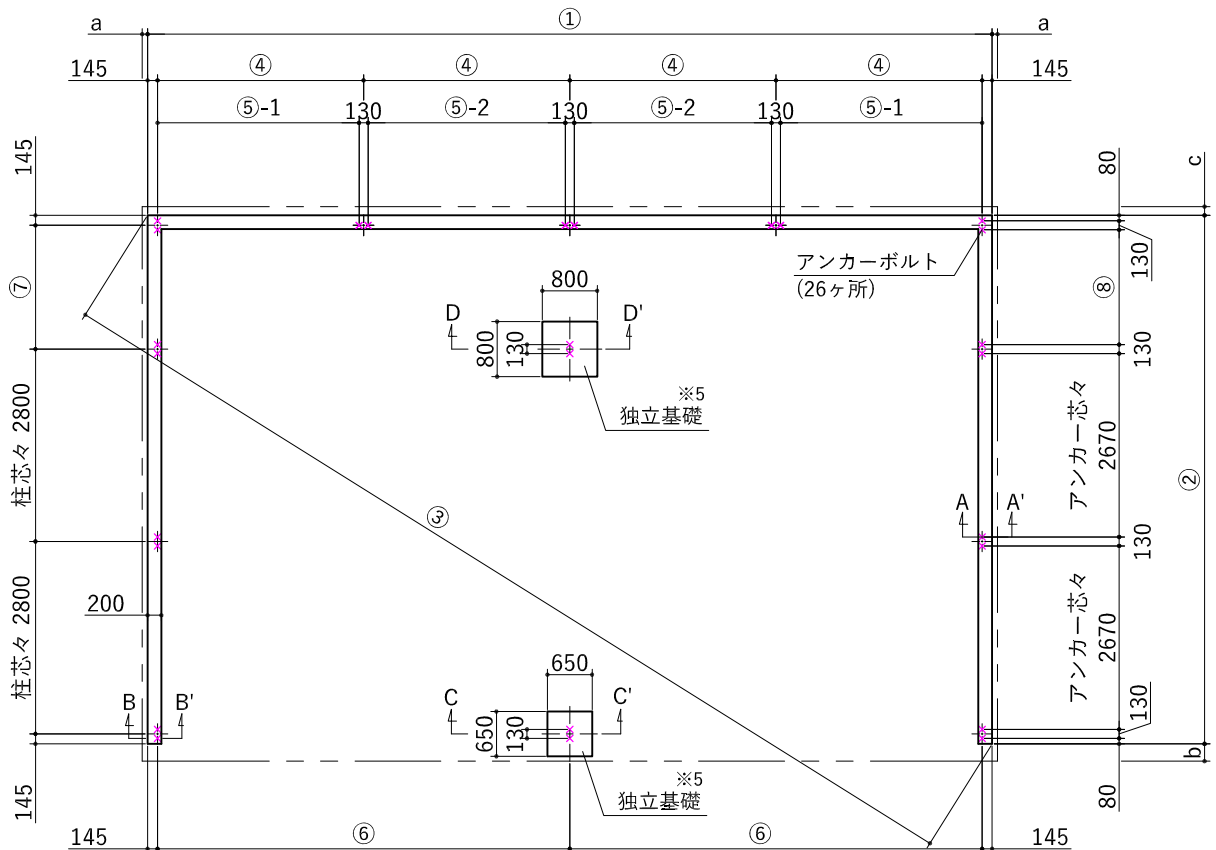 a ① a
145 ④ ④ ④ ④ 145
⑤-1 130 ⑤-2 130 ⑤-2 130 ⑤-1
145
80
c
アンカーボルト
(26ヶ所)
130
⑦
⑧
800
D D'
800
130
130
※5
独立基礎
柱芯々 2800
アンカー芯々
2670
②
③
A A'
130
柱芯々 2800
アンカー芯々
2670
200
650
B B'
C C'
650
130
130
※5
独立基礎
b
145
80
145 ⑥ ⑥ 145